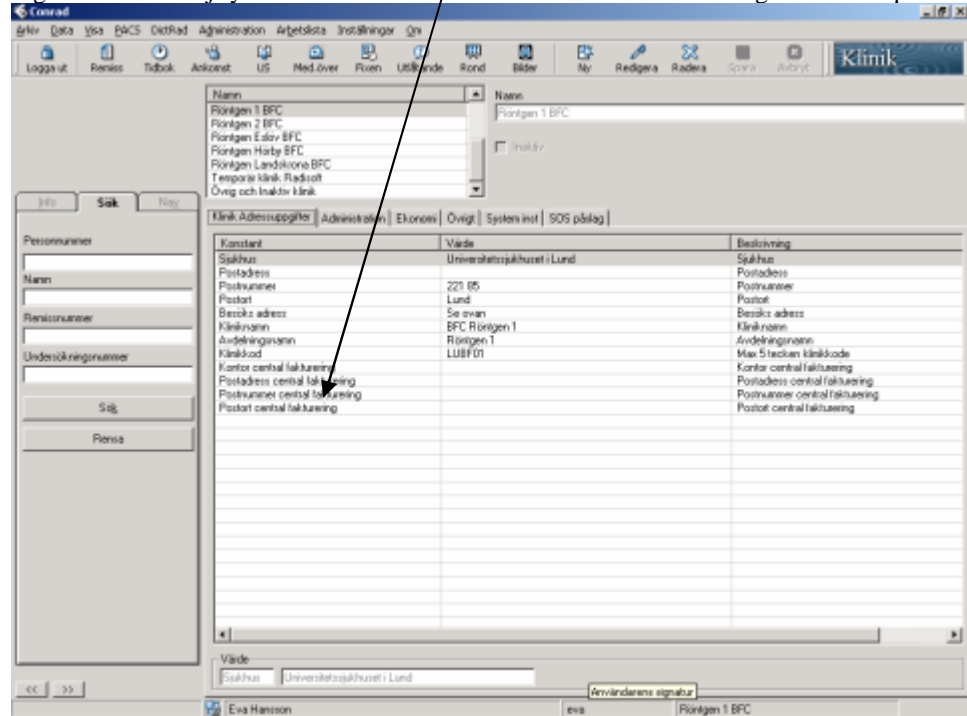 Conrad
Arkiv Data Visa PACS DictRad Administration Arbetslista Inställningar Om
Logga ut Remiss Tidbok Ankomst US Med.över Fixen Utlåtande Rond Bilder Ny Redigera Radera Spara Avbryt Klinik
Namn
Röntgen 1 BFC
Röntgen 2 BFC
Röntgen Eslöv BFC
Röntgen Hörby BFC
Röntgen Landskrona BFC
Temporär klinik Radisoft
Övrig och Inaktiv klinik
Namn
Röntgen 1 BFC
Inaktiv
Info Sök Nay
Klinik Adressuppgifter Administration Ekonomi Övrigt System inst SOS påslag
Personnummer
Namn
Remissnummer
Undersökningsnummer
Sök
Rensa
Konstant Värde Beskrivning
Sjukhus Universitetssjukhuset i Lund Sjukhus
Postadress Postadress
Postnummer 221 85 Postnummer
Postort Lund Postort
Besöks adress Se ovan Besöks adress
Kliniknamn BFC Röntgen 1 Kliniknamn
Avdelningsnamn Röntgen 1 Avdelningsnamn
Klinikkod LUBF01 Max 5 tecken klinikkode
Kontor central fakturering Kontor central fakturering
Postadress central fakturering Postadress central fakturering
Postnummer central fakturering Postnummer central fakturering
Postort central fakturering Postort central fakturering
Värde
Sjukhus Universitetssjukhuset i Lund
<< >>
Användarens signatur
Eva Hansson eva Röntgen 1 BFC